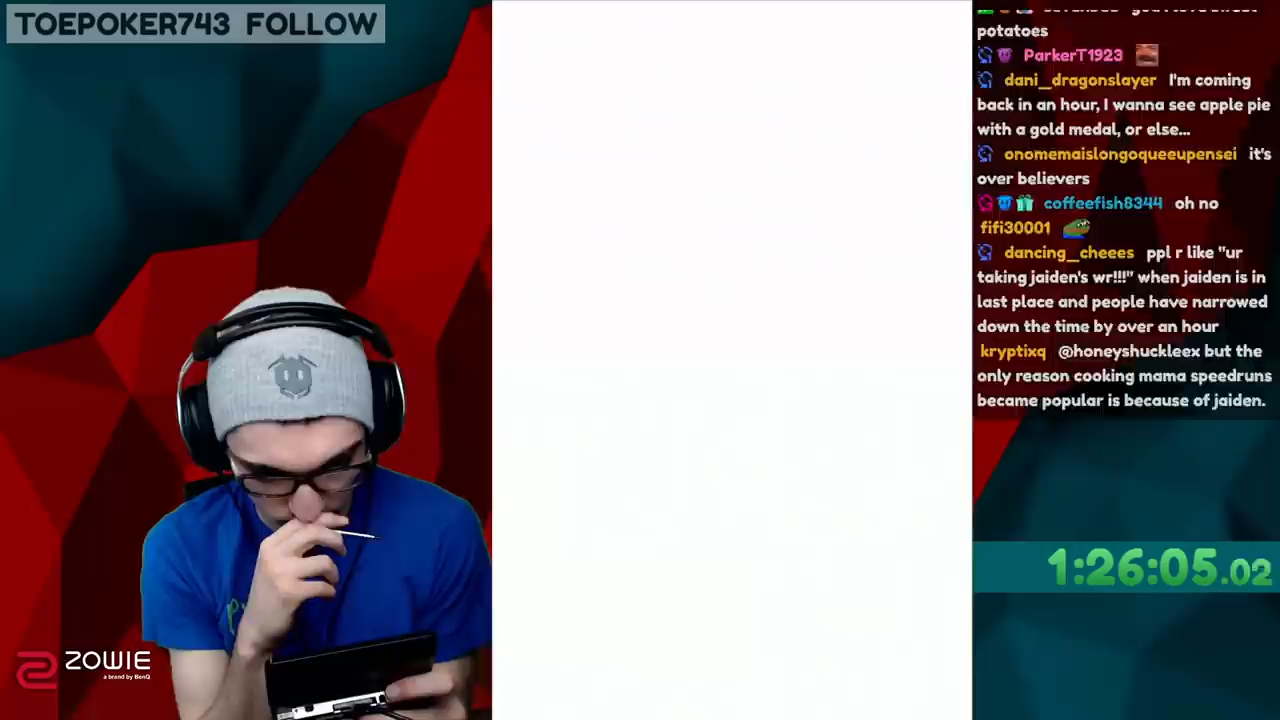 TOEPOKER743 FOLLOW
potatoes
ParkerT1923
dani_dragonslayer I'm coming
back in an hour, I wanna see apple pie
with a gold medal, or else...
onomemaislongoqueeupensei it's
over believers
coffeefish8344 oh no
fifi30001
dancing_cheees ppl r like "ur
taking jaiden's wr!!!" when jaiden is in
last place and people have narrowed
down the time by over an hour
kryptixq @honeyshuckleex but the
only reason cooking mama speedruns
became popular is because of jaiden.
1:26:05.02
ZOWIE
a brand by BenQ